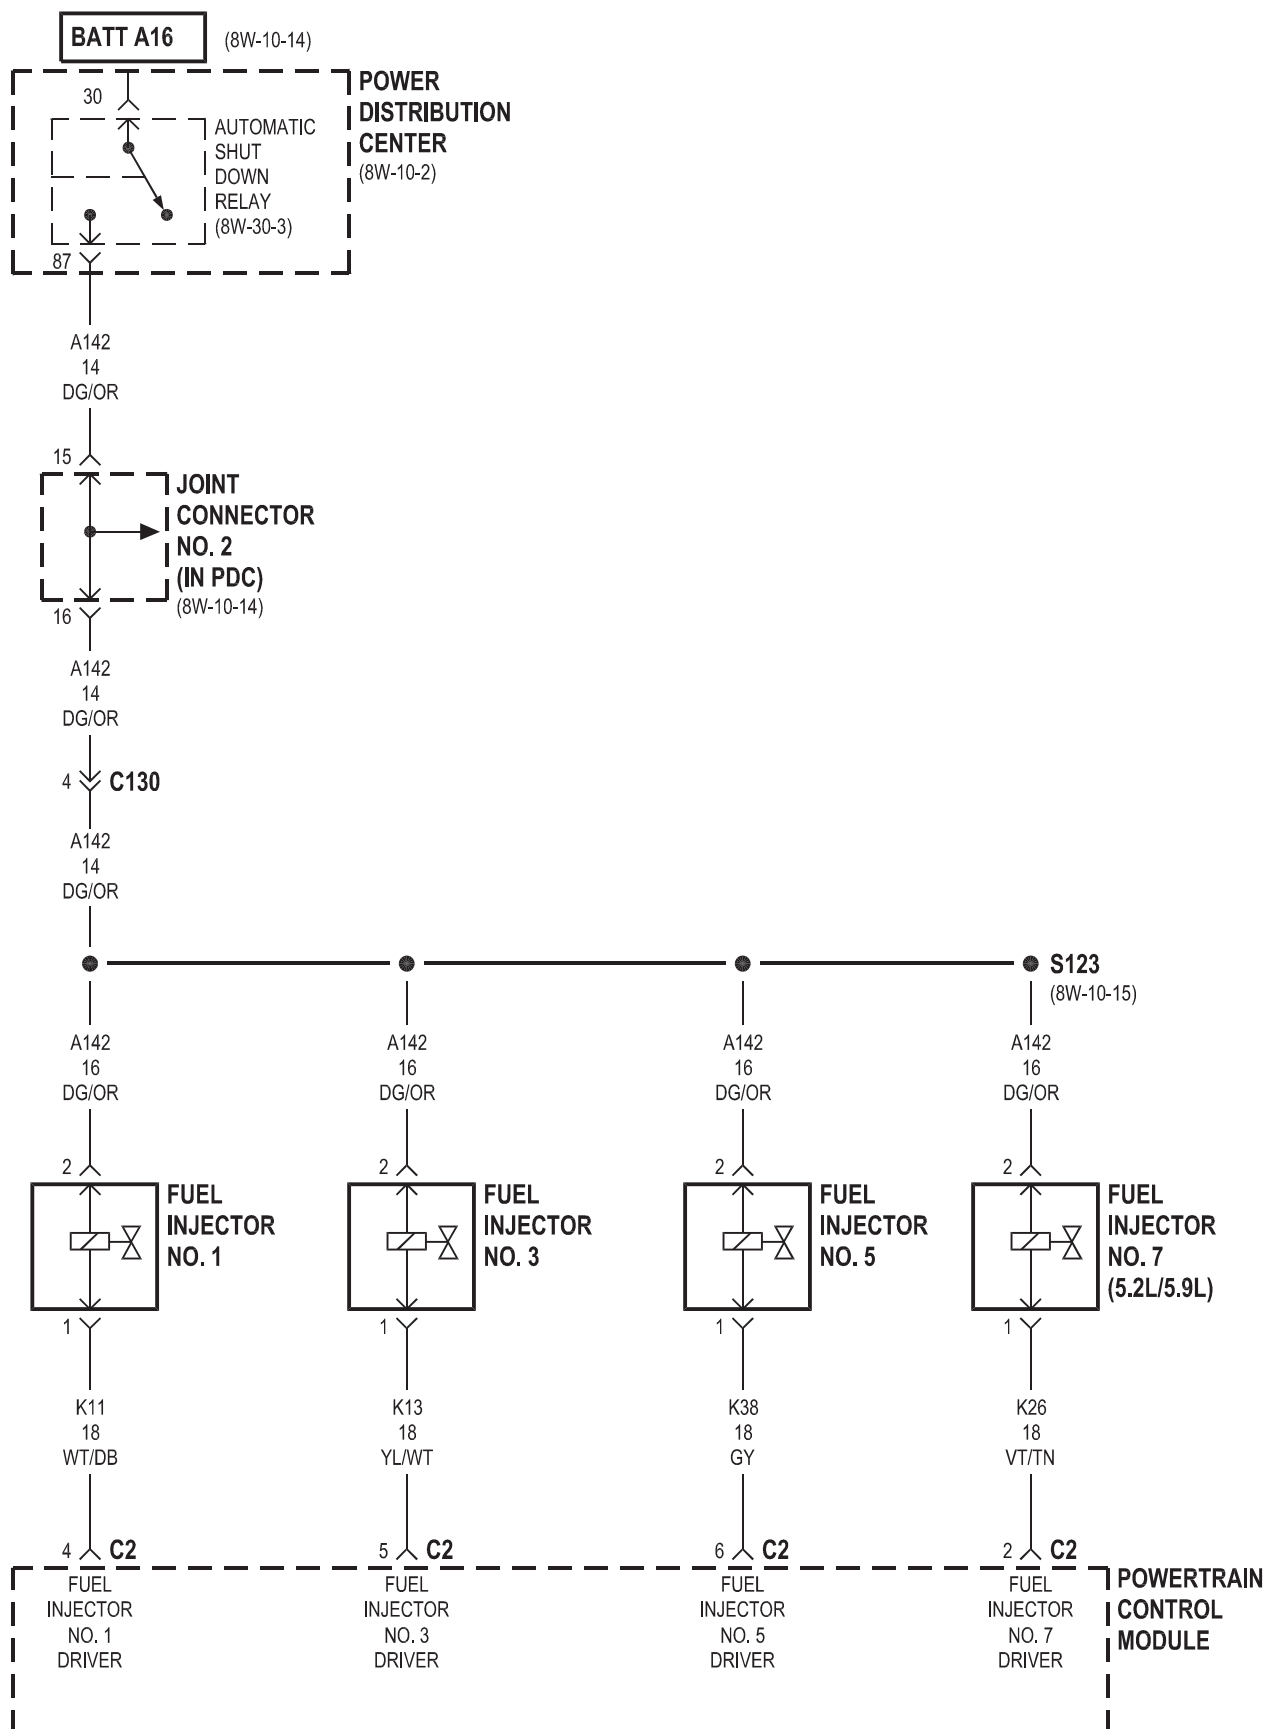 BATT A16
(8W-10-14)
POWER
DISTRIBUTION
CENTER
(8W-10-2)
30
AUTOMATIC
SHUT
DOWN
RELAY
(8W-30-3)
87
A142
14
DG/OR
15
JOINT
CONNECTOR
NO. 2
(IN PDC)
(8W-10-14)
16
A142
14
DG/OR
4
C130
A142
14
DG/OR
S123
(8W-10-15)
A142
16
DG/OR
A142
16
DG/OR
A142
16
DG/OR
A142
16
DG/OR
2
FUEL
INJECTOR
NO. 1
1
2
FUEL
INJECTOR
NO. 3
1
2
FUEL
INJECTOR
NO. 5
1
2
FUEL
INJECTOR
NO. 7
(5.2L/5.9L)
1
K11
18
WT/DB
K13
18
YL/WT
K38
18
GY
K26
18
VT/TN
4
C2
5
C2
6
C2
2
C2
FUEL
INJECTOR
NO. 1
DRIVER
FUEL
INJECTOR
NO. 3
DRIVER
FUEL
INJECTOR
NO. 5
DRIVER
FUEL
INJECTOR
NO. 7
DRIVER
POWERTRAIN
CONTROL
MODULE